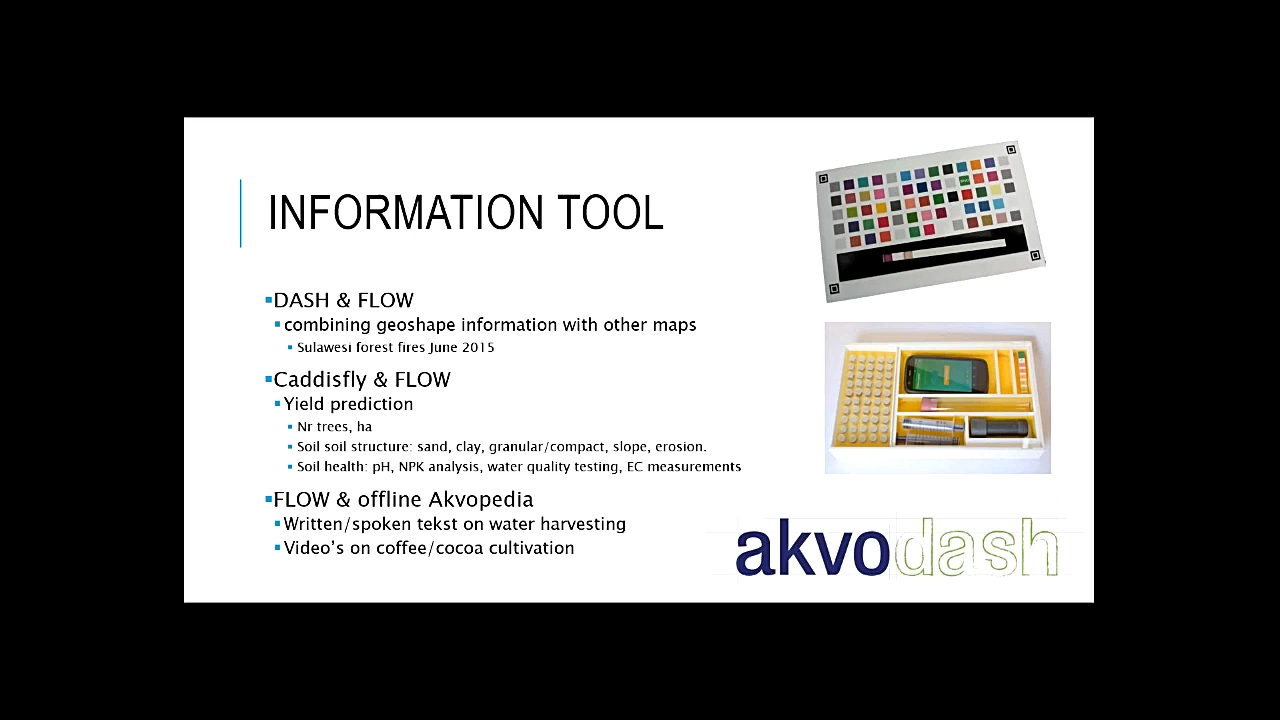 INFORMATION TOOL
DASH & FLOW
combining geoshape information with other maps
Sulawesi forest fires June 2015
Caddisfly & FLOW
Yield prediction
Nr trees, ha
Soil soil structure: sand, clay, granular/compact, slope, erosion.
Soil health: pH, NPK analysis, water quality testing, EC measurements
FLOW & offline Akvopedia
Written/spoken tekst on water harvesting
Video's on coffee/cocoa cultivation
akvodash